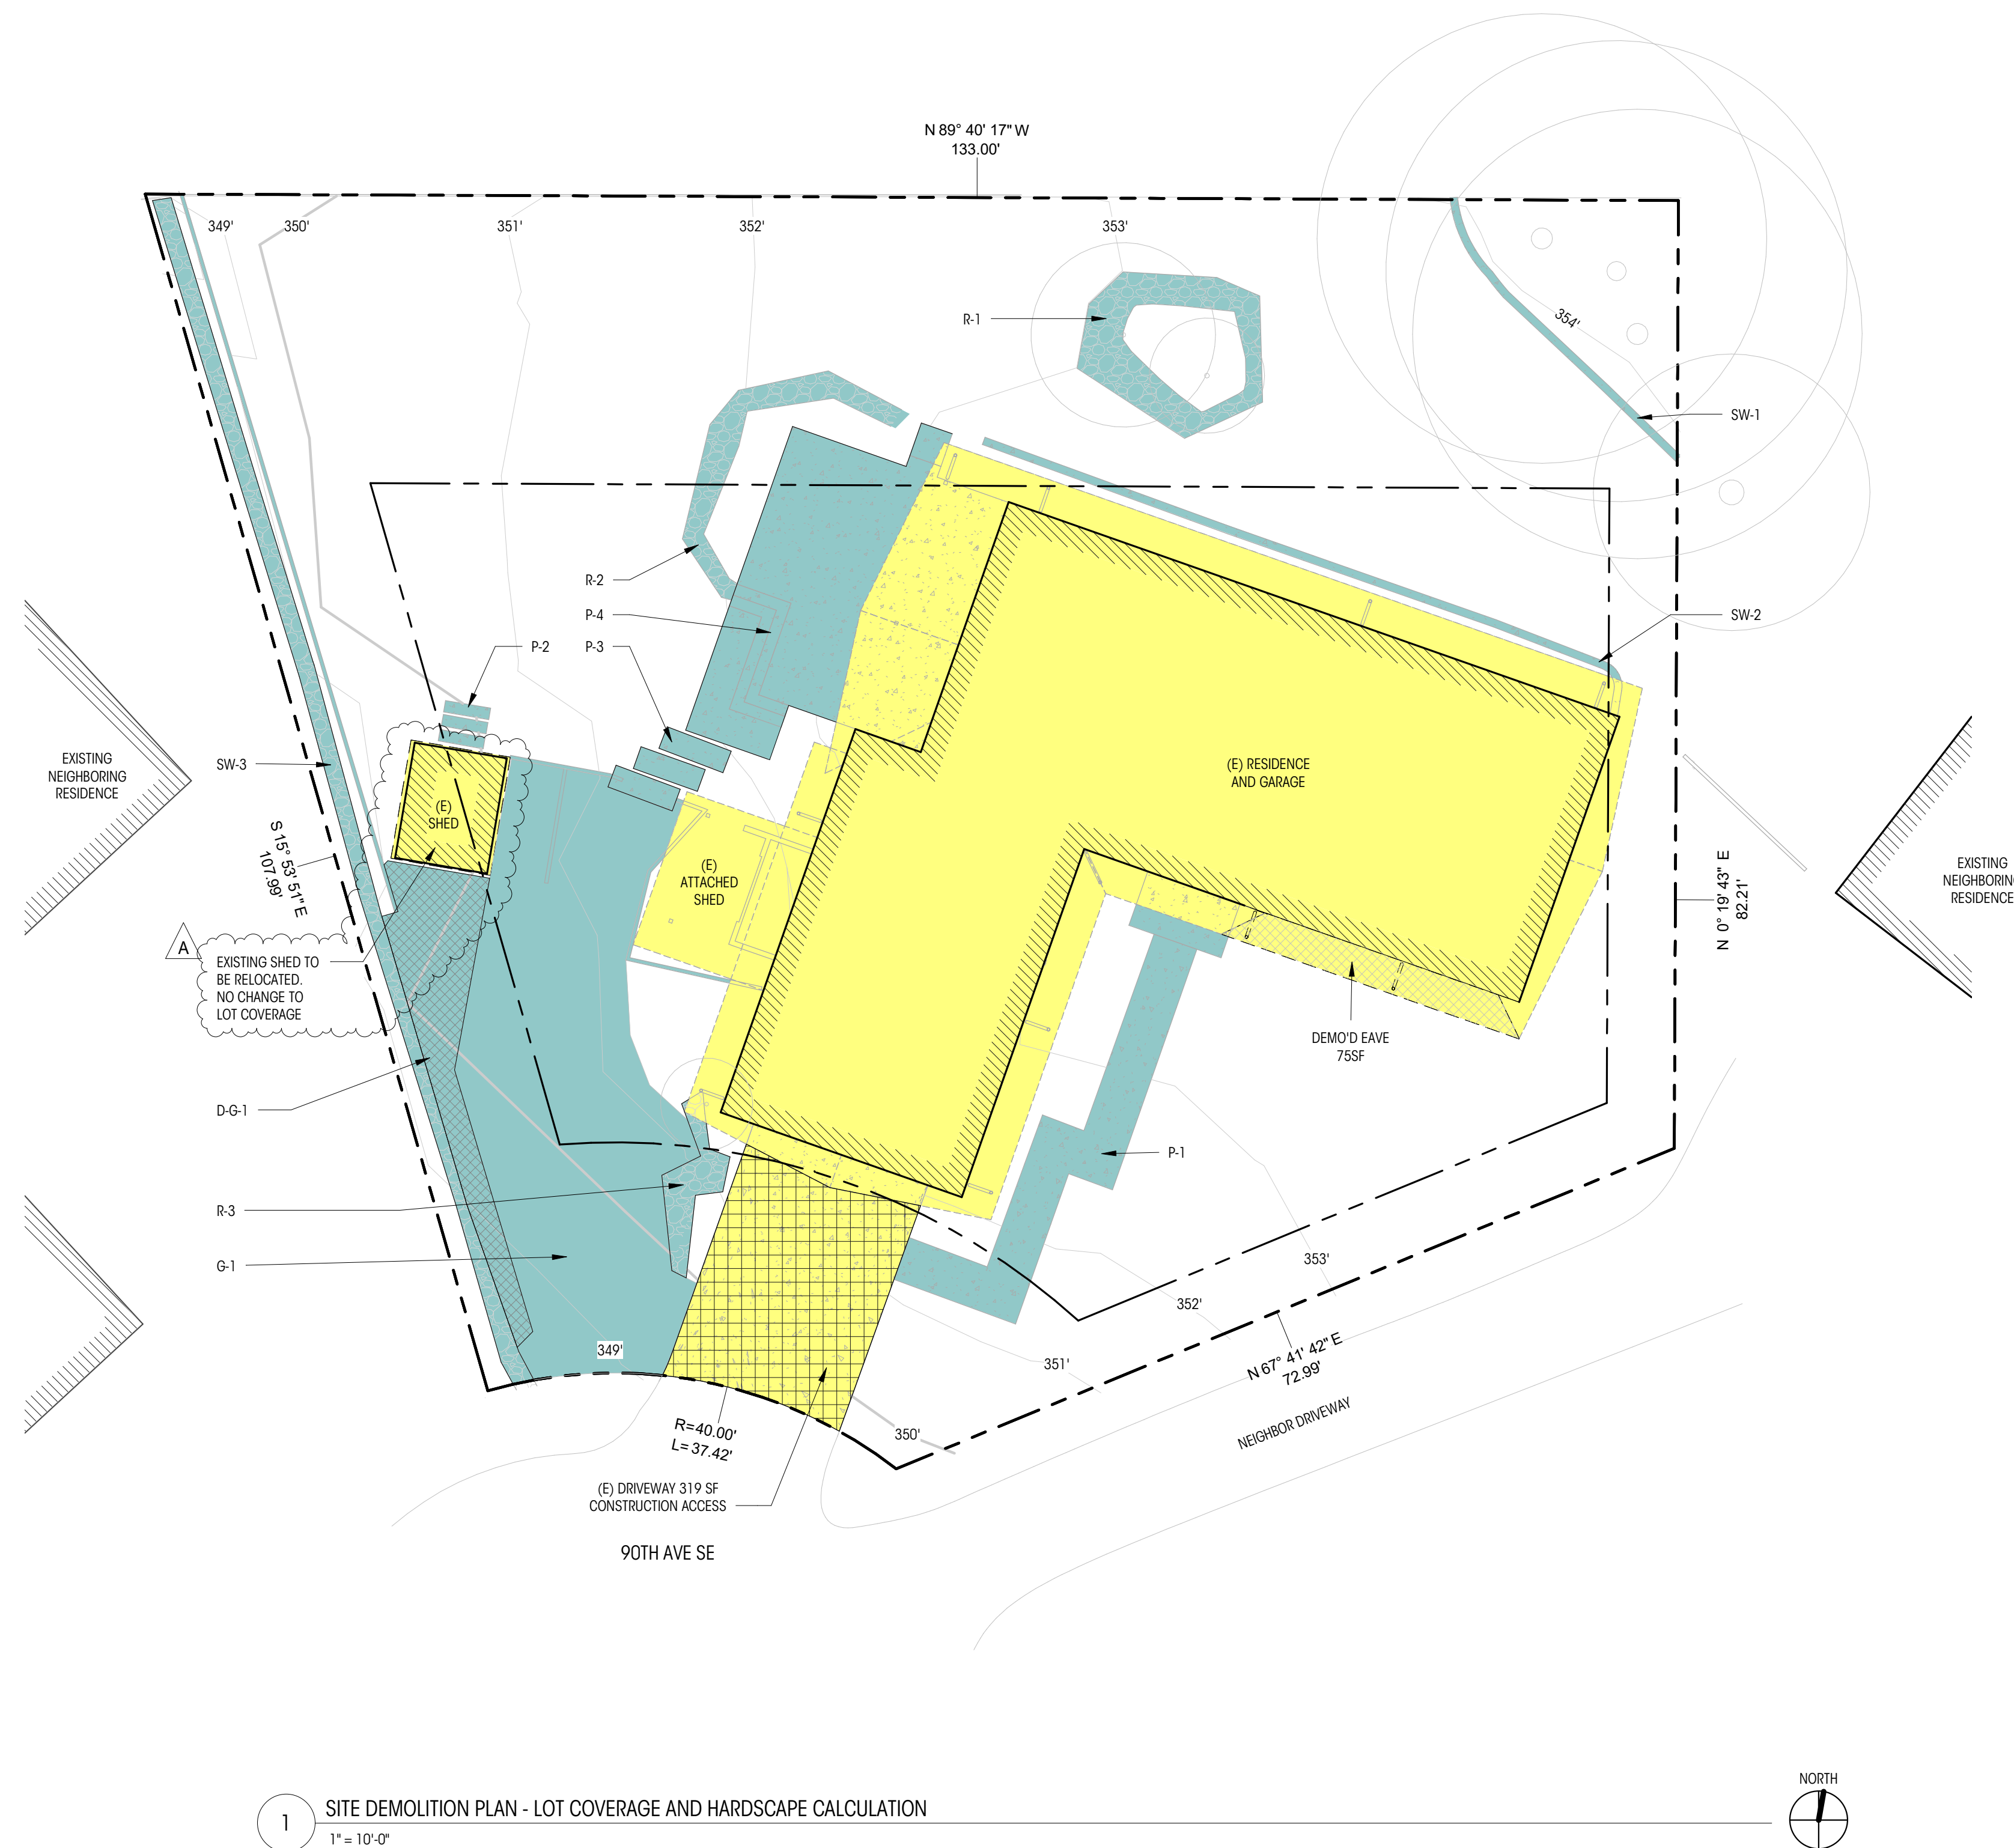 N 89° 40' 17" W
133.00'
349'
350'
351'
352'
353'
R-1
354'
SW-1
R-2
P-4
P-2
P-3
SW-2
EXISTING
NEIGHBORING
RESIDENCE
SW-3
(E)
SHED
(E) RESIDENCE
AND GARAGE
S 15° 53' 51" E
107.99'
(E)
ATTACHED
SHED
N 0° 19' 43" E
82.21'
EXISTING
NEIGHBORING
RESIDENCE
A
EXISTING SHED TO
BE RELOCATED.
NO CHANGE TO
LOT COVERAGE
DEMO'D EAVE
75SF
D-G-1
P-1
R-3
G-1
353'
352'
349'
351'
N 67° 41' 42" E
72.99'
NEIGHBOR DRIVEWAY
350'
R=40.00'
L= 37.42'
(E) DRIVEWAY 319 SF
CONSTRUCTION ACCESS
90TH AVE SE
NORTH
1
SITE DEMOLITION PLAN - LOT COVERAGE AND HARDSCAPE CALCULATION
1" = 10'-0"